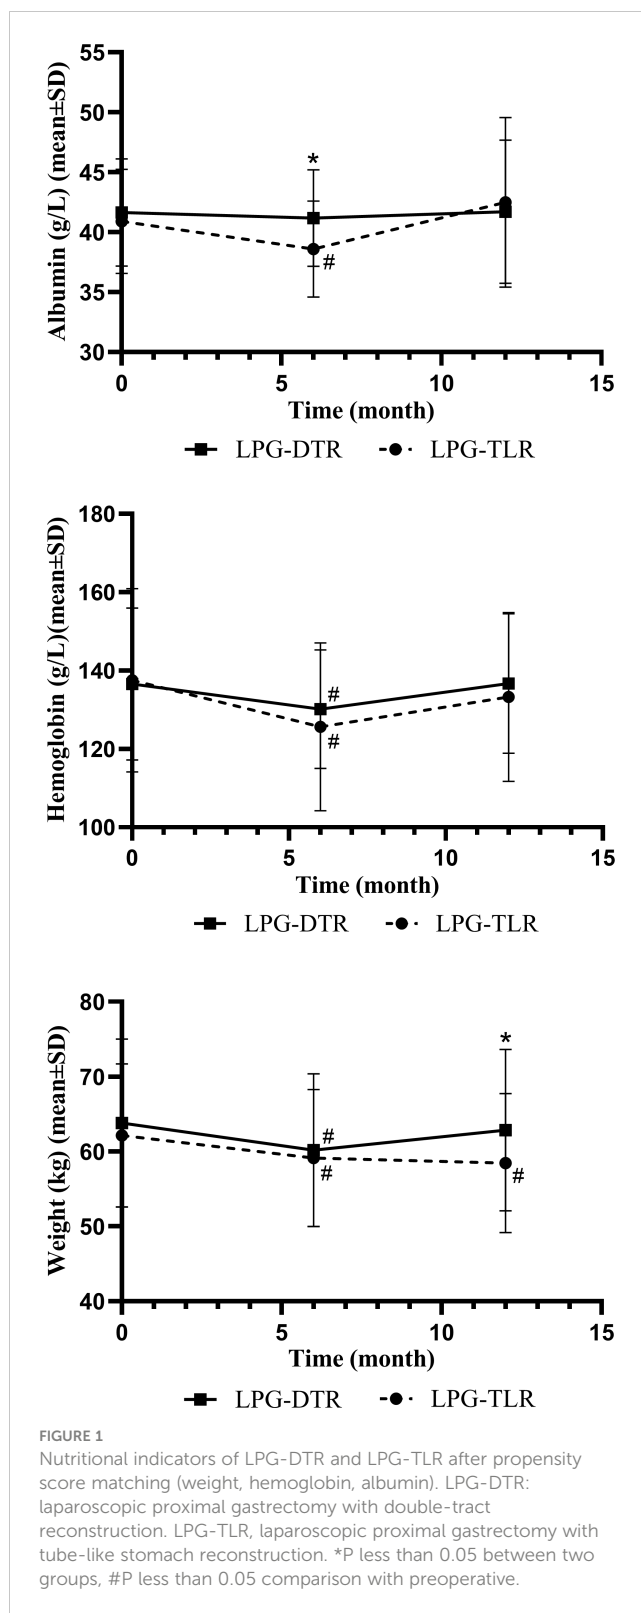 55
50
45
40
35
30
Albumin (g/L) (mean±SD)
*
#
0 5 10 15
Time (month)
LPG-DTR LPG-TLR
180
160
140
120
100
Hemoglobin (g/L)(mean±SD)
#
#
0 5 10 15
Time (month)
LPG-DTR LPG-TLR
80
70
60
50
40
Weight (kg) (mean±SD)
*
#
#
#
0 5 10 15
Time (month)
LPG-DTR LPG-TLR
FIGURE 1
Nutritional indicators of LPG-DTR and LPG-TLR after propensity
score matching (weight, hemoglobin, albumin). LPG-DTR:
laparoscopic proximal gastrectomy with double-tract
reconstruction. LPG-TLR, laparoscopic proximal gastrectomy with
tube-like stomach reconstruction. *P less than 0.05 between two
groups, #P less than 0.05 comparison with preoperative.